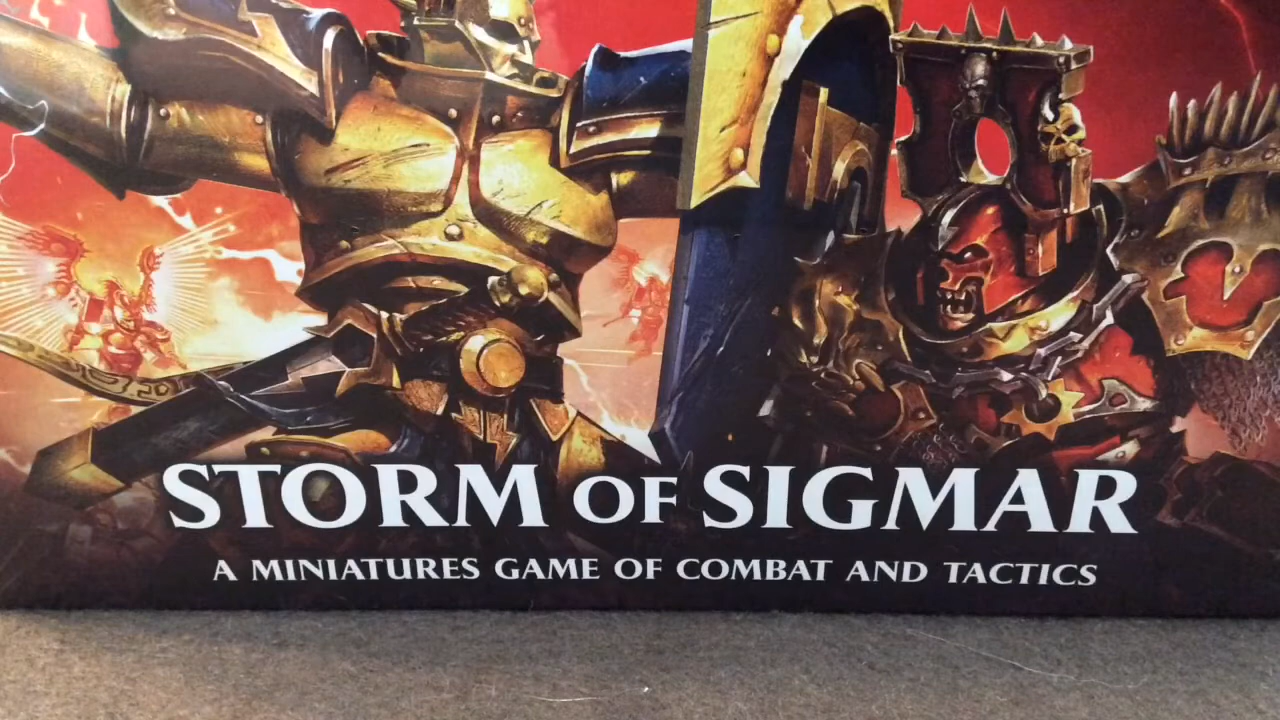 STORM OF SIGMAR
A MINIATURES GAME OF COMBAT AND TACTICS